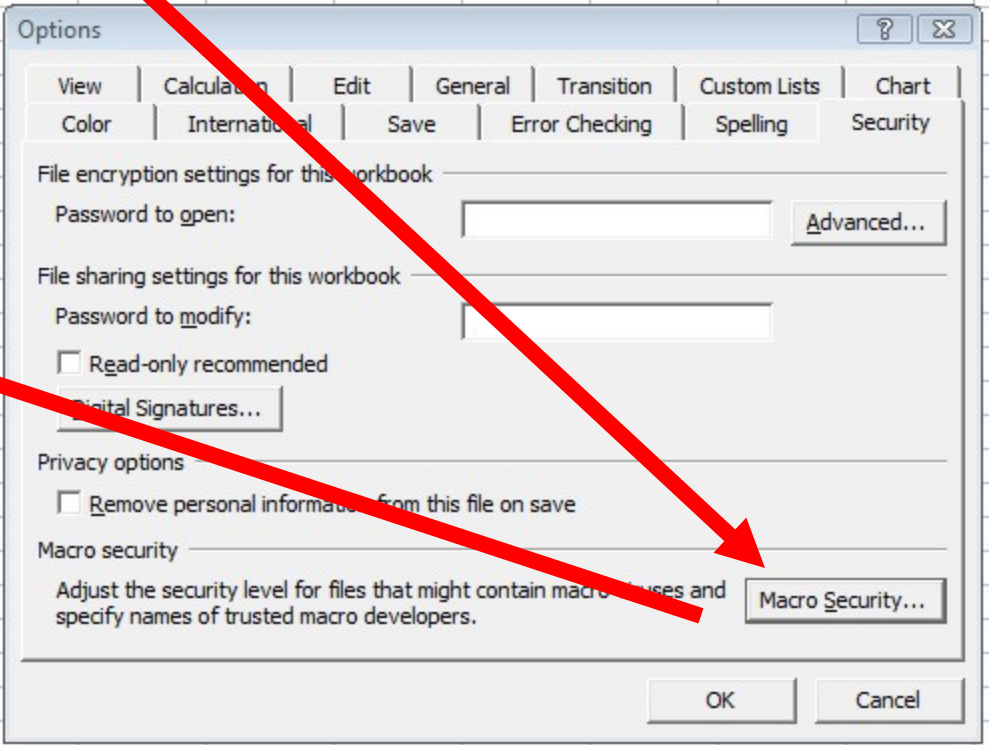 Options
View Calculation Edit General Transition Custom Lists Chart
Color International Save Error Checking Spelling Security
File encryption settings for this workbook
Password to open: Advanced...
File sharing settings for this workbook
Password to modify:
Read-only recommended
Digital Signatures...
Privacy options
Remove personal information from this file on save
Macro security
Adjust the security level for files that might contain macro viruses and
specify names of trusted macro developers.
Macro Security...
OK Cancel